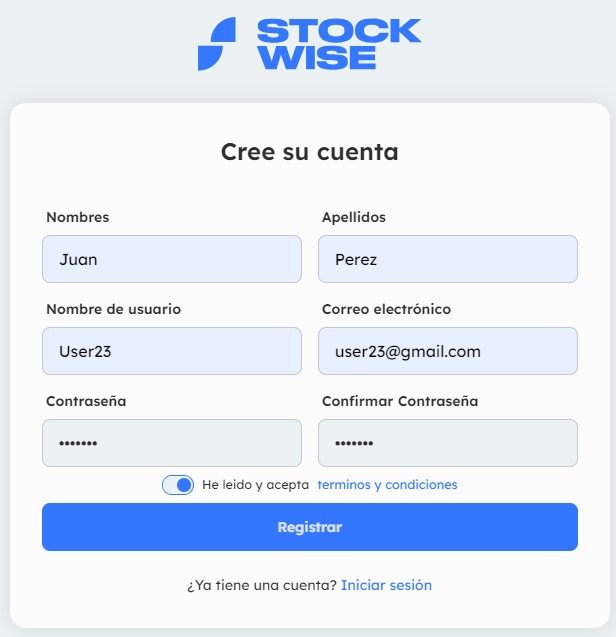 STOCK
WISE
Cree su cuenta
Nombres Apellidos
Juan Perez
Nombre de usuario Correo electrónico
User23 user23@gmail.com
Contraseña Confirmar Contraseña
••••••• •••••••
He leido y acepta terminos y condiciones
Registrar
¿Ya tiene una cuenta? Iniciar sesión